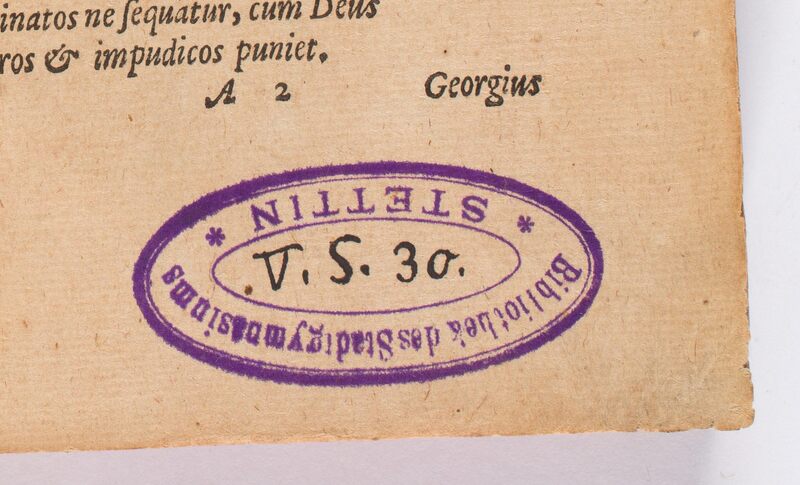 inatos ne sequatur, cum Deus
ros & impudicos puniet.
A 2 Georgius
Bibliothek des Stadtgymnasiums
* STETTIN *
V. S. 30.